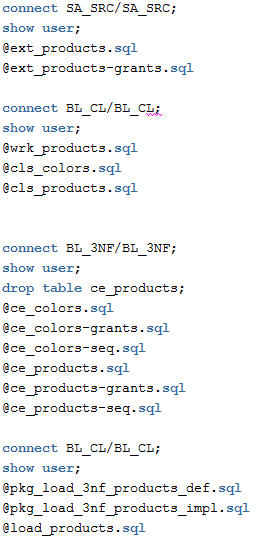 connect SA_SRC/SA_SRC;
show user;
@ext_products.sql
@ext_products-grants.sql
connect BL_CL/BL_CL;
show user;
@wrk_products.sql
@cls_colors.sql
@cls_products.sql
connect BL_3NF/BL_3NF;
show user;
drop table ce_products;
@ce_colors.sql
@ce_colors-grants.sql
@ce_colors-seq.sql
@ce_products.sql
@ce_products-grants.sql
@ce_products-seq.sql
connect BL_CL/BL_CL;
show user;
@pkg_load_3nf_products_def.sql
@pkg_load_3nf_products_impl.sql
@load_products.sql